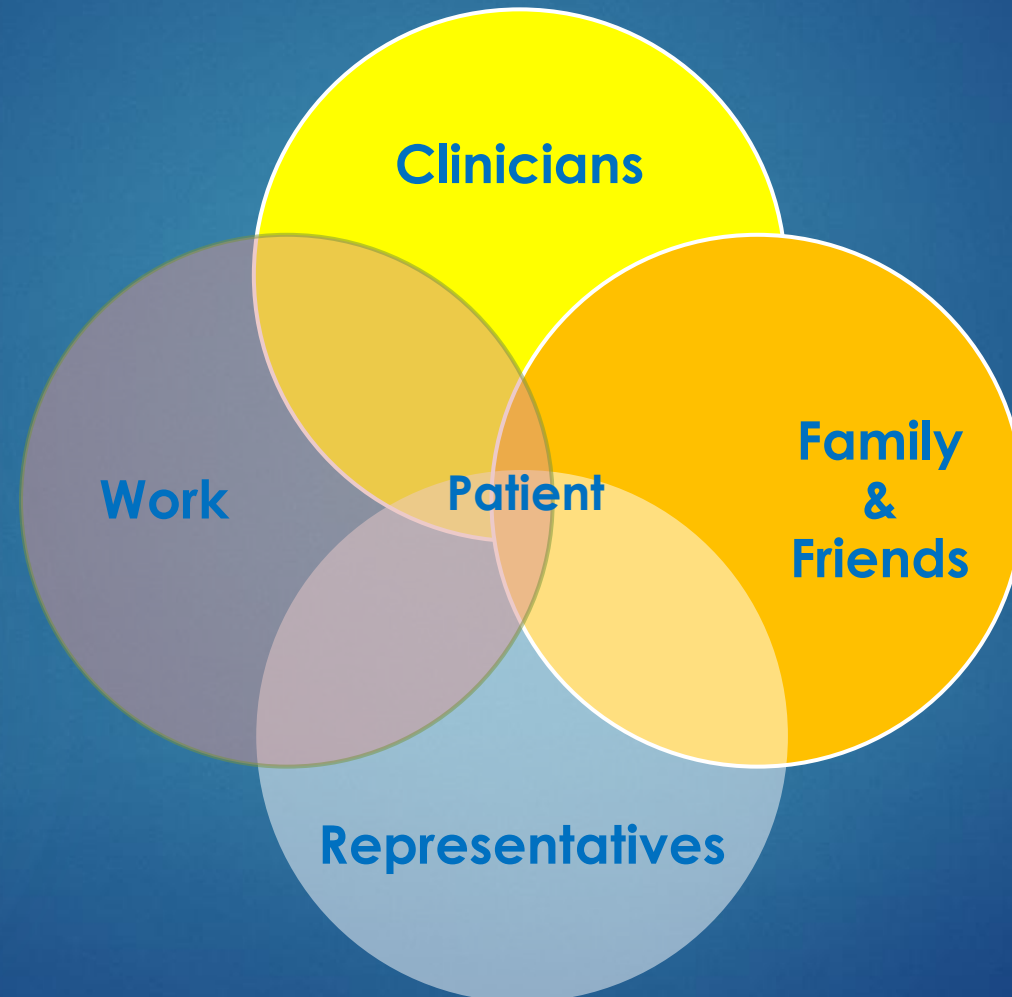 Clinicians
Family
&
Friends
Work
Patient
Representatives